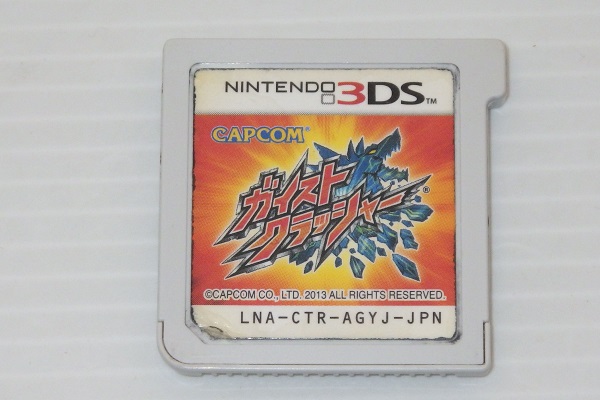 NINTENDO 3DS™
CAPCOM®
ガイスト
クラッシャー®
©CAPCOM CO., LTD. 2013 ALL RIGHTS RESERVED.
LNA-CTR-AGYJ-JPN